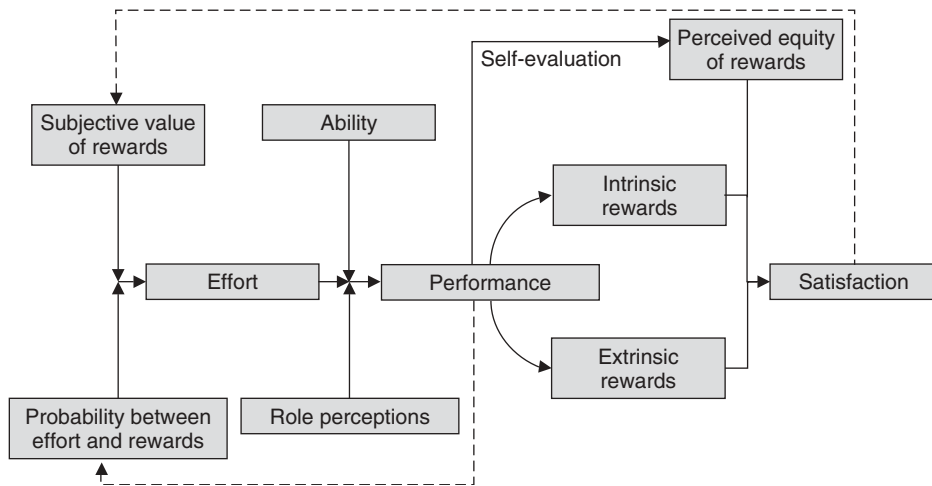 Perceived equity
of rewards
Self-evaluation
Subjective value
of rewards
Ability
Intrinsic
rewards
Effort
Performance
Satisfaction
Extrinsic
rewards
Probability between
effort and rewards
Role perceptions